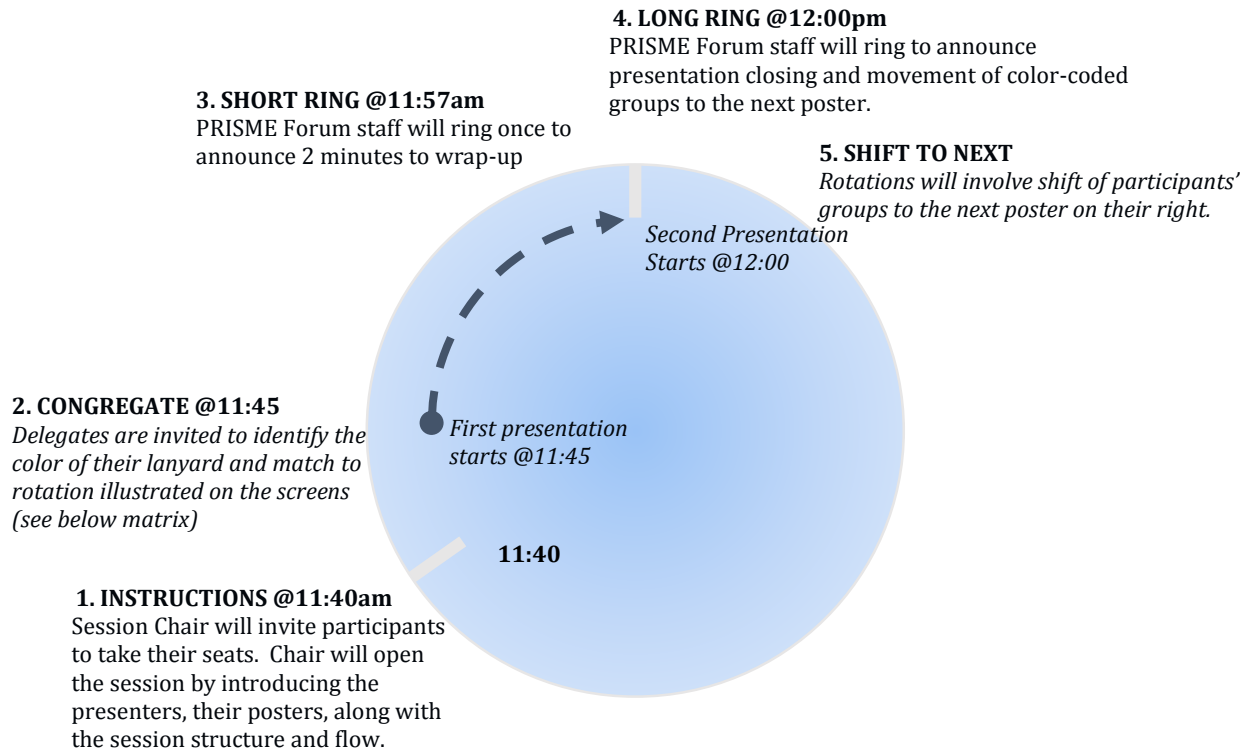 4. LONG RING @12:00pm
PRISME Forum staff will ring to announce
presentation closing and movement of color-coded
groups to the next poster.
3. SHORT RING @11:57am
PRISME Forum staff will ring once to
announce 2 minutes to wrap-up
5. SHIFT TO NEXT
Rotations will involve shift of participants’
groups to the next poster on their right.
Second Presentation
Starts @12:00
2. CONGREGATE @11:45
Delegates are invited to identify the
color of their lanyard and match to
rotation illustrated on the screens
(see below matrix)
First presentation
starts @11:45
11:40
1. INSTRUCTIONS @11:40am
Session Chair will invite participants
to take their seats.  Chair will open
the session by introducing the
presenters, their posters, along with
the session structure and flow.